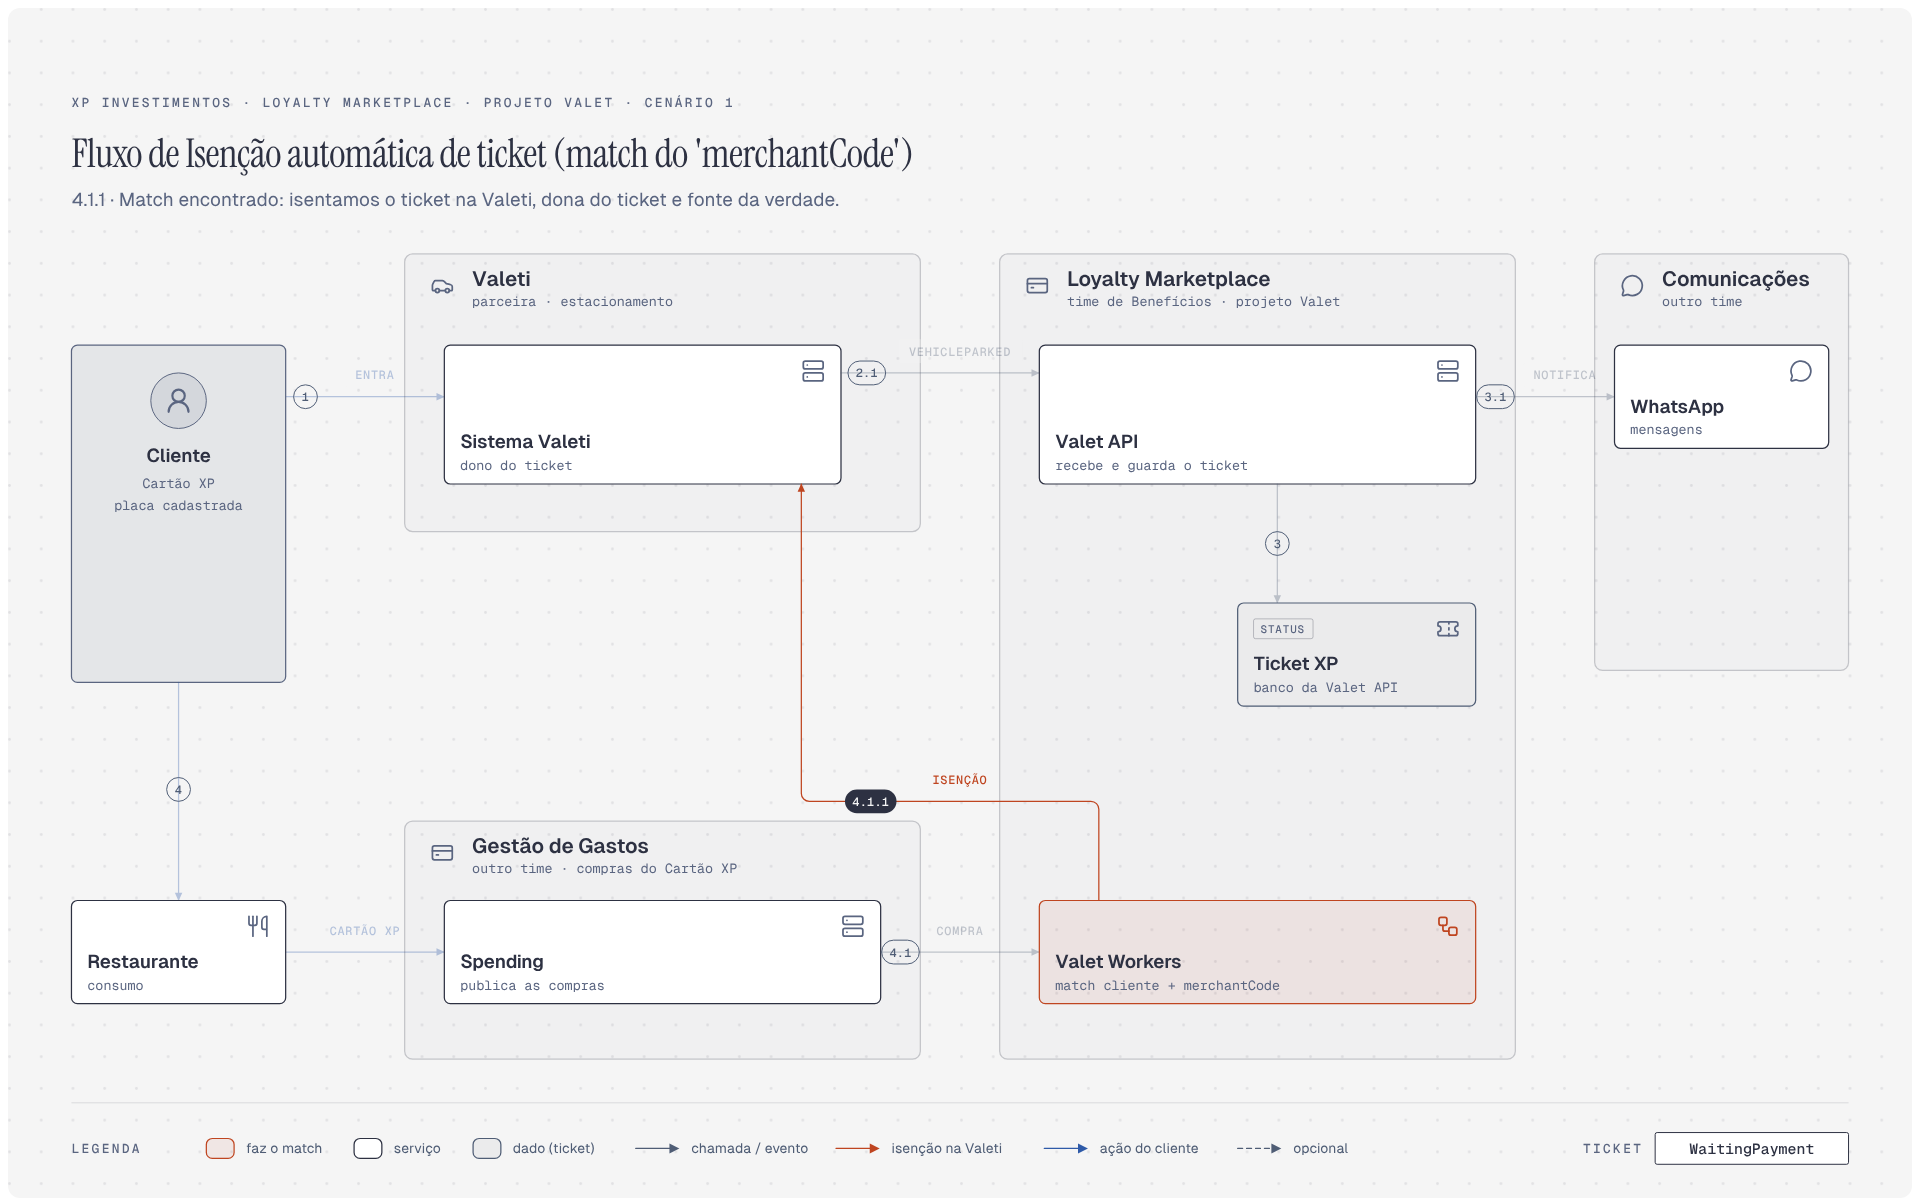 XP INVESTIMENTOS · LOYALTY MARKETPLACE · PROJETO VALET · CENÁRIO 1
Fluxo de Isenção automática de ticket (match do 'merchantCode')
4.1.1 · Match encontrado: isentamos o ticket na Valeti, dona do ticket e fonte da verdade.
Valeti
parceira · estacionamento
Loyalty Marketplace
time de Benefícios · projeto Valet
Comunicações
outro time
Cliente
Cartão XP
placa cadastrada
1
ENTRA
Sistema Valeti
dono do ticket
2.1
VEHICLEPARKED
Valet API
recebe e guarda o ticket
3.1
NOTIFICA
WhatsApp
mensagens
3
STATUS
Ticket XP
banco da Valet API
4
4.1.1
ISENÇÃO
Gestão de Gastos
outro time · compras do Cartão XP
Restaurante
consumo
CARTÃO XP
Spending
publica as compras
4.1
COMPRA
Valet Workers
match cliente + merchantCode
LEGENDA
faz o match
serviço
dado (ticket)
chamada / evento
isenção na Valeti
ação do cliente
opcional
TICKET
WaitingPayment